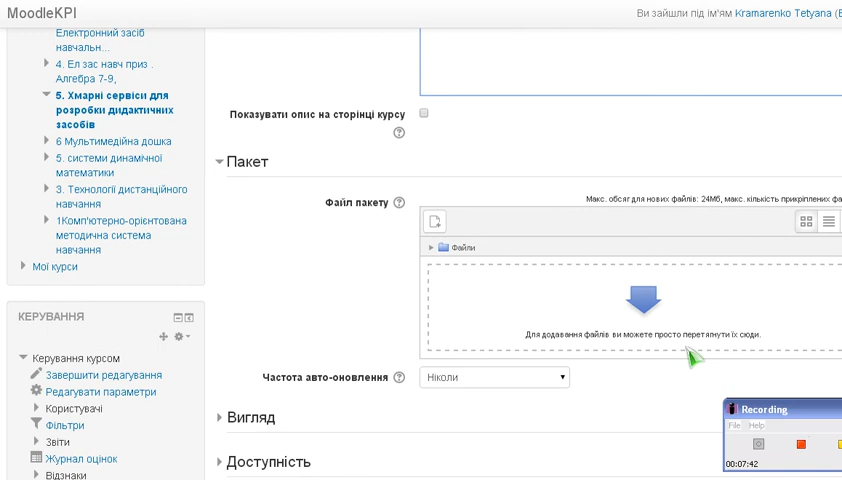 MoodleKPI
Ви зайшли під ім'ям Kramarenko Tetyana (
Електронний засіб
навчальн...
4. Ел зас навч приз .
Алгебра 7-9,
5. Хмарні сервіси для
розробки дидактичних
засобів
6 Мультимедійна дошка
5. системи динамічної
математики
3. Технології дистанційного
навчання
1Комп'ютерно-орієнтована
методична система
навчання
Мої курси
КЕРУВАННЯ
Керування курсом
Завершити редагування
Редагувати параметри
Користувачі
Фільтри
Звіти
Журнал оцінок
Відзнаки
Показувати опис на сторінці курсу
Пакет
Файл пакету
Макс. обсяг для нових файлів: 24Мб, макс. кількість прикріплених фа
Файли
Для додавання файлів ви можете просто перетягнути їх сюди.
Частота авто-оновлення
Ніколи
Вигляд
Доступність
Recording
File Help
00:07:42